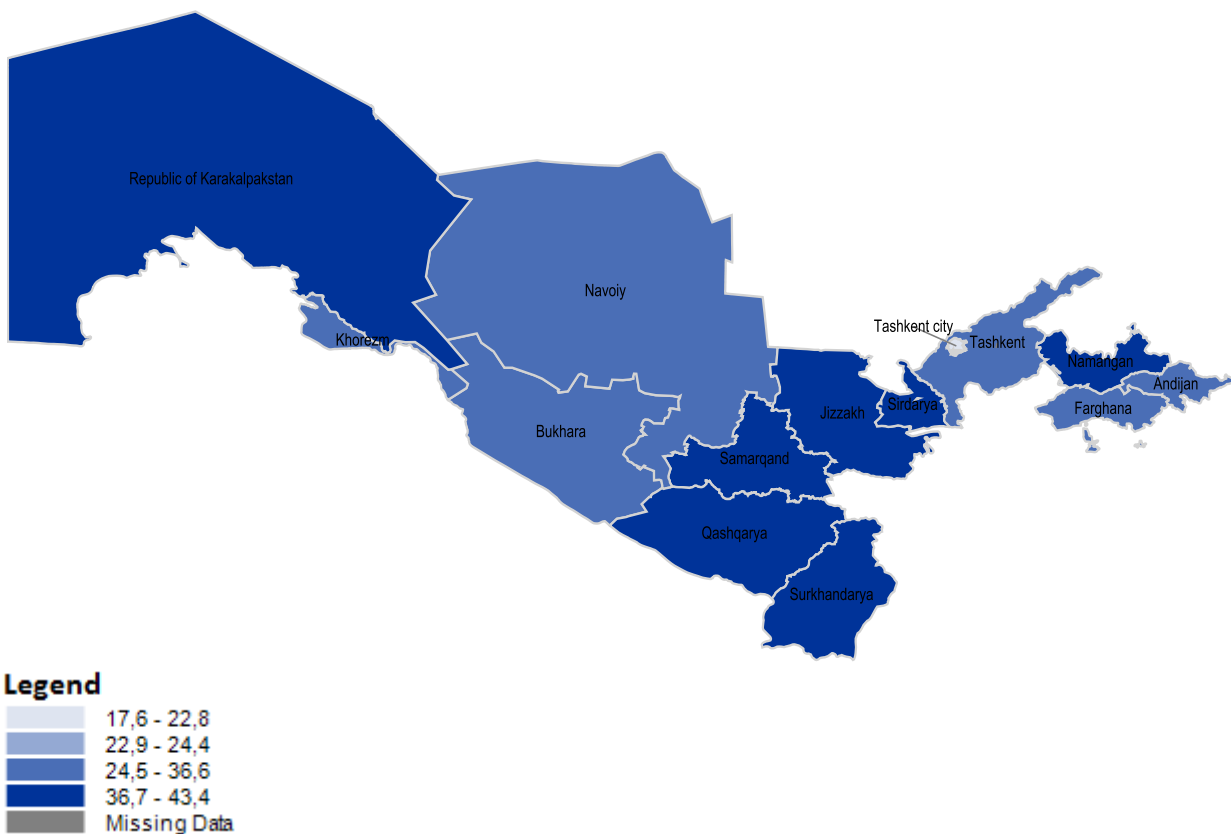 Republic of Karakalpakstan
Navoiy
Tashkent city
Khorezm
Tashkent
Namangan
Andijan
Farghana
Sirdarya
Jizzakh
Bukhara
Samarqand
Qashqarya
Surkhandarya
Legend
17,6 - 22,8
22,9 - 24,4
24,5 - 36,6
36,7 - 43,4
Missing Data